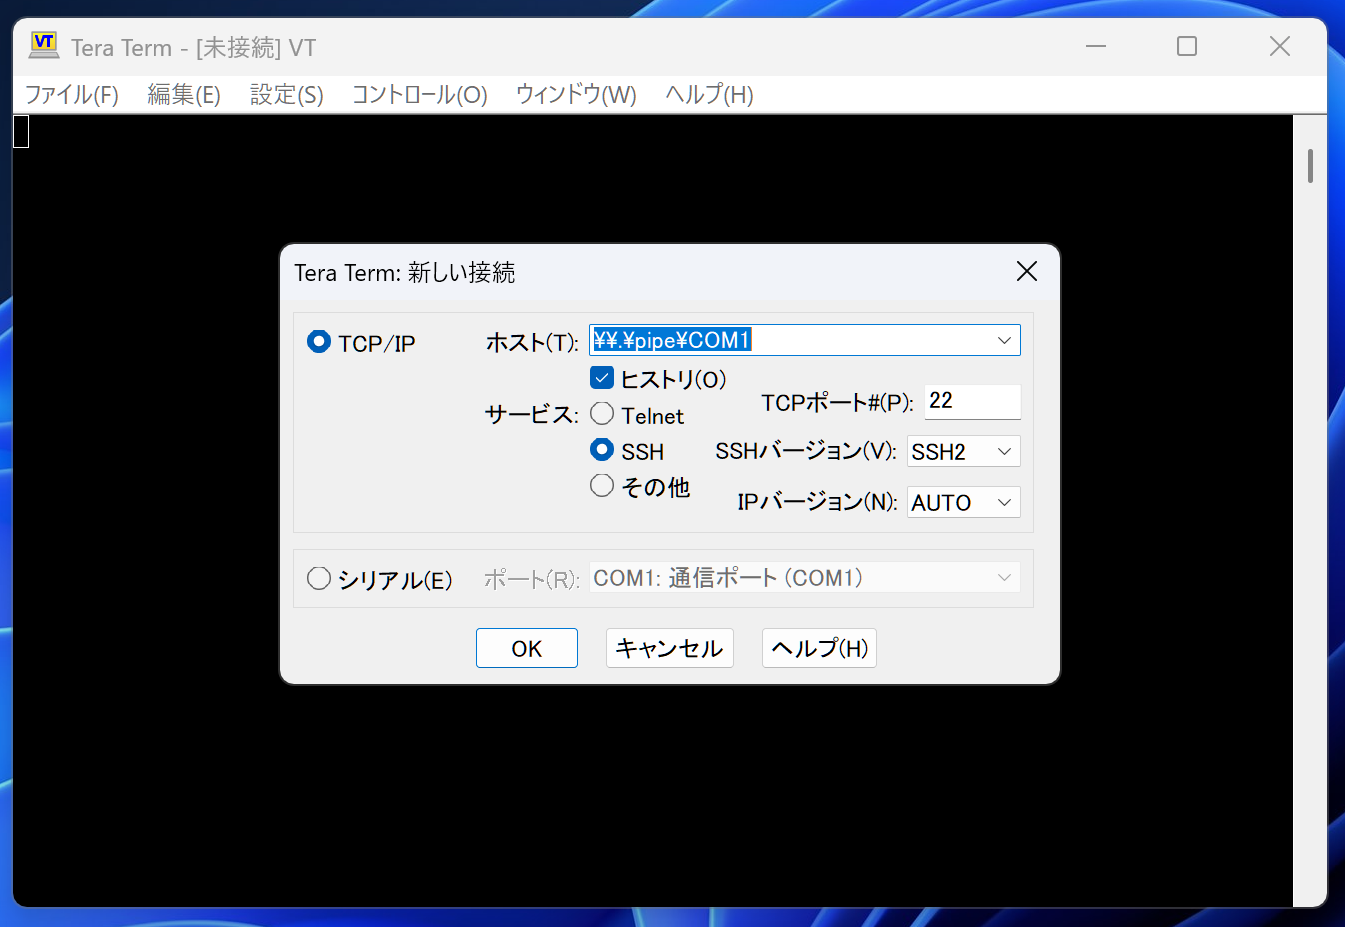 VT Tera Term - [未接続] VT
ファイル(F) 編集(E) 設定(S) コントロール(O) ウィンドウ(W) ヘルプ(H)
Tera Term: 新しい接続
TCP/IP ホスト(T): ¥¥.¥pipe¥COM1
ヒストリ(O)
サービス: Telnet TCPポート#(P): 22
SSH SSHバージョン(V): SSH2
その他 IPバージョン(N): AUTO
シリアル(E) ポート(R): COM1: 通信ポート (COM1)
OK キャンセル ヘルプ(H)